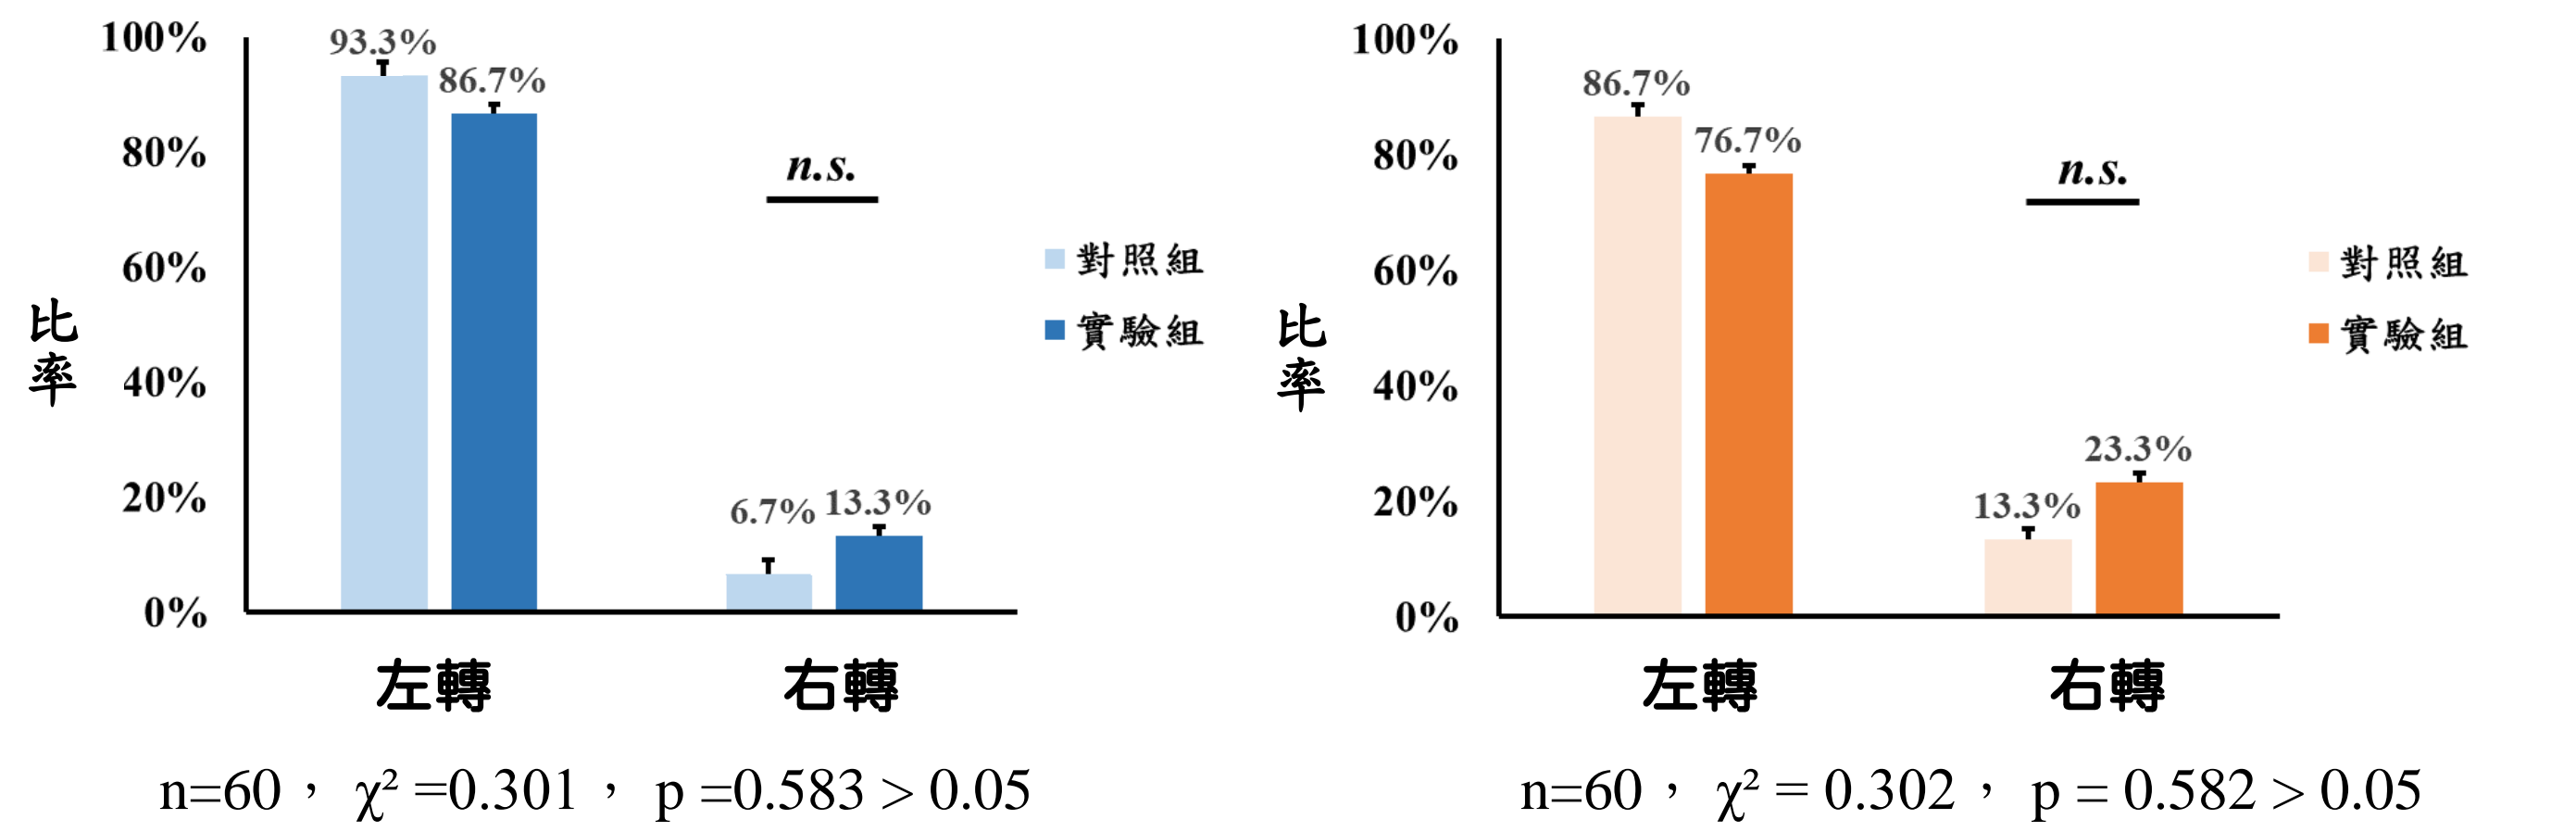 100%
80%
60%
40%
20%
0%
比率
93.3%
86.7%
6.7%
13.3%
n.s.
對照組
實驗組
左轉
右轉
n=60，χ² =0.301，p =0.583 > 0.05
100%
80%
60%
40%
20%
0%
比率
86.7%
76.7%
13.3%
23.3%
n.s.
對照組
實驗組
左轉
右轉
n=60，χ² = 0.302，p = 0.582 > 0.05